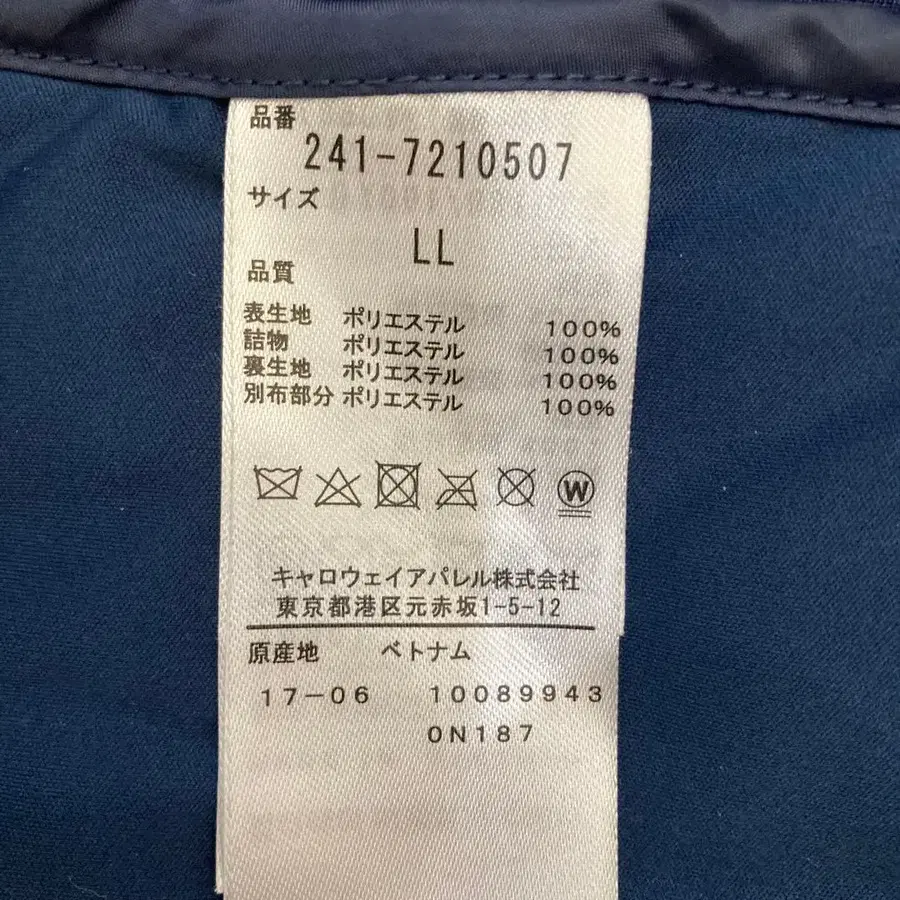 品番
241-7210507
サイズ
LL
品質
表生地 ポリエステル 100%
詰物 ポリエステル 100%
裏生地 ポリエステル 100%
別布部分 ポリエステル 100%
W
キャロウェイアパレル株式会社
東京都港区元赤坂1-5-12
原産地 ベトナム
17-06 10089943
0N187